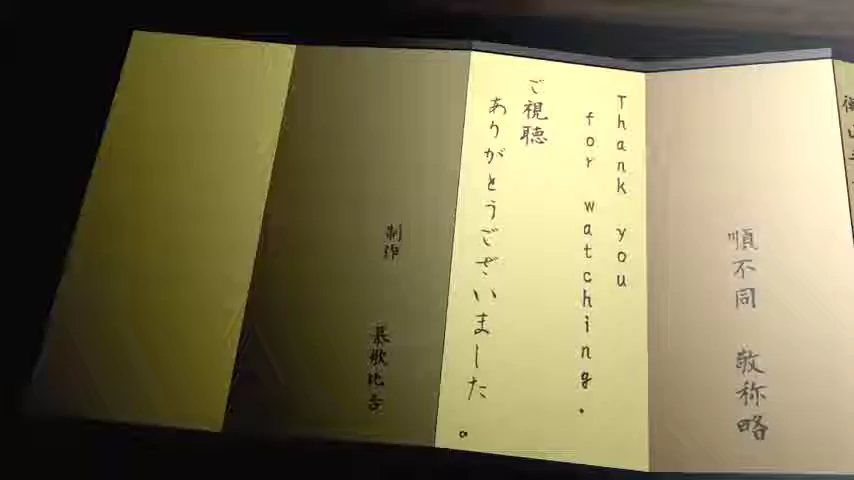 順不同 敬称略
Thank you
for watching.
ご視聴
ありがとうございました。
制作